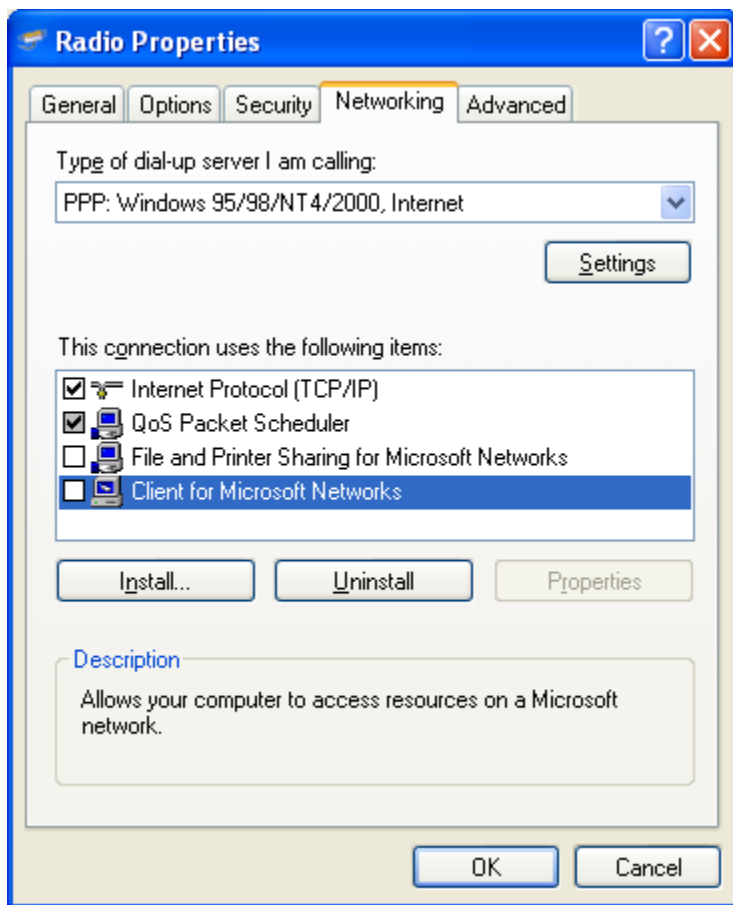 Radio Properties
General Options Security Networking Advanced
Type of dial-up server I am calling:
PPP: Windows 95/98/NT4/2000, Internet
Settings
This connection uses the following items:
Internet Protocol (TCP/IP)
QoS Packet Scheduler
File and Printer Sharing for Microsoft Networks
Client for Microsoft Networks
Install... Uninstall Properties
Description
Allows your computer to access resources on a Microsoft
network.
OK Cancel